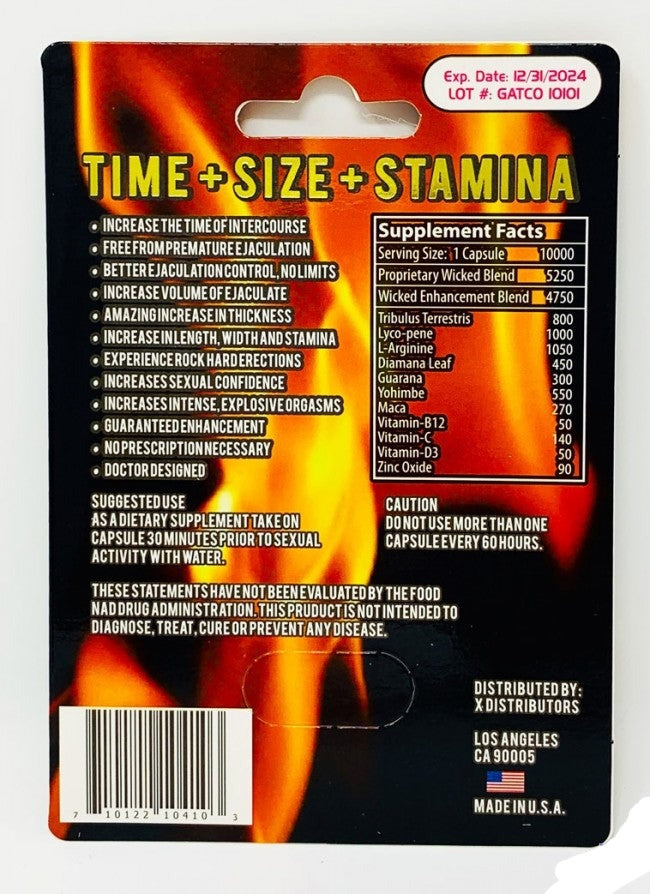 Exp. Date: 12/31/2024
LOT #: GATCO 10101
TIME + SIZE + STAMINA
• INCREASE THE TIME OF INTERCOURSE
• FREE FROM PREMATURE EJACULATION
• BETTER EJACULATION CONTROL, NO LIMITS
• INCREASE VOLUME OF EJACULATE
• AMAZING INCREASE IN THICKNESS
• INCREASE IN LENGTH, WIDTH AND STAMINA
• EXPERIENCE ROCK HARD ERECTIONS
• INCREASES SEXUAL CONFIDENCE
• INCREASES INTENSE, EXPLOSIVE ORGASMS
• GUARANTEED ENHANCEMENT
• NO PRESCRIPTION NECESSARY
• DOCTOR DESIGNED
Supplement Facts
Serving Size: 1 Capsule 10000
Proprietary Wicked Blend 5250
Wicked Enhancement Blend 4750
Tribulus Terrestris 800
Lyco-pene 1000
L-Arginine 1050
Diamana Leaf 450
Guarana 300
Yohimbe 550
Maca 270
Vitamin-B12 50
Vitamin-C 140
Vitamin-D3 50
Zinc Oxide 90
SUGGESTED USE
AS A DIETARY SUPPLEMENT TAKE ON
CAPSULE 30 MINUTES PRIOR TO SEXUAL
ACTIVITY WITH WATER.
CAUTION
DO NOT USE MORE THAN ONE
CAPSULE EVERY 60 HOURS.
THESE STATEMENTS HAVE NOT BEEN EVALUATED BY THE FOOD
NAD DRUG ADMINISTRATION. THIS PRUDUCT IS NOT INTENDED TO
DIAGNOSE, TREAT, CURE OR PREVENT ANY DISEASE.
DISTRIBUTED BY:
X DISTRIBUTORS
LOS ANGELES
CA 90005
MADE IN U.S.A.
7 10122 10410 3